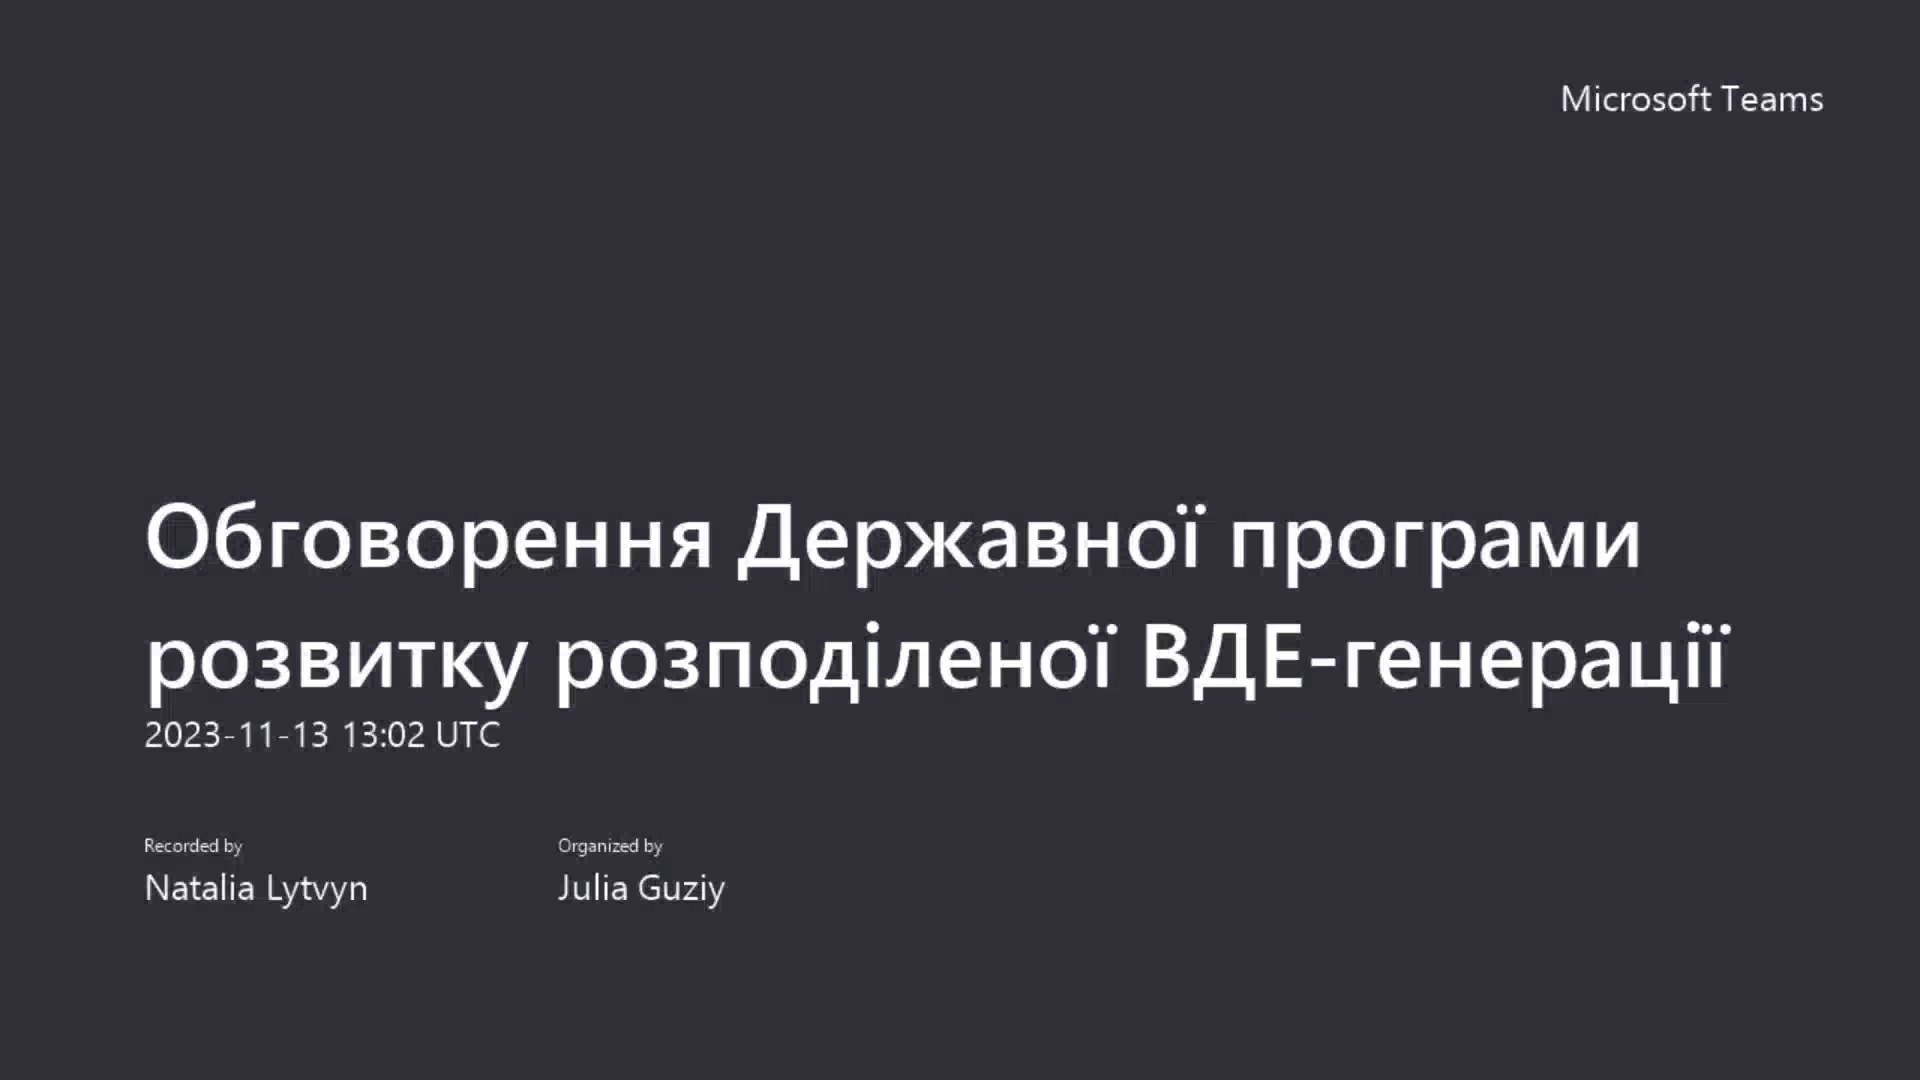 Microsoft Teams
Обговорення Державної програми
розвитку розподіленої ВДЕ-генерації
2023-11-13 13:02 UTC
Recorded by
Natalia Lytvyn
Organized by
Julia Guziy